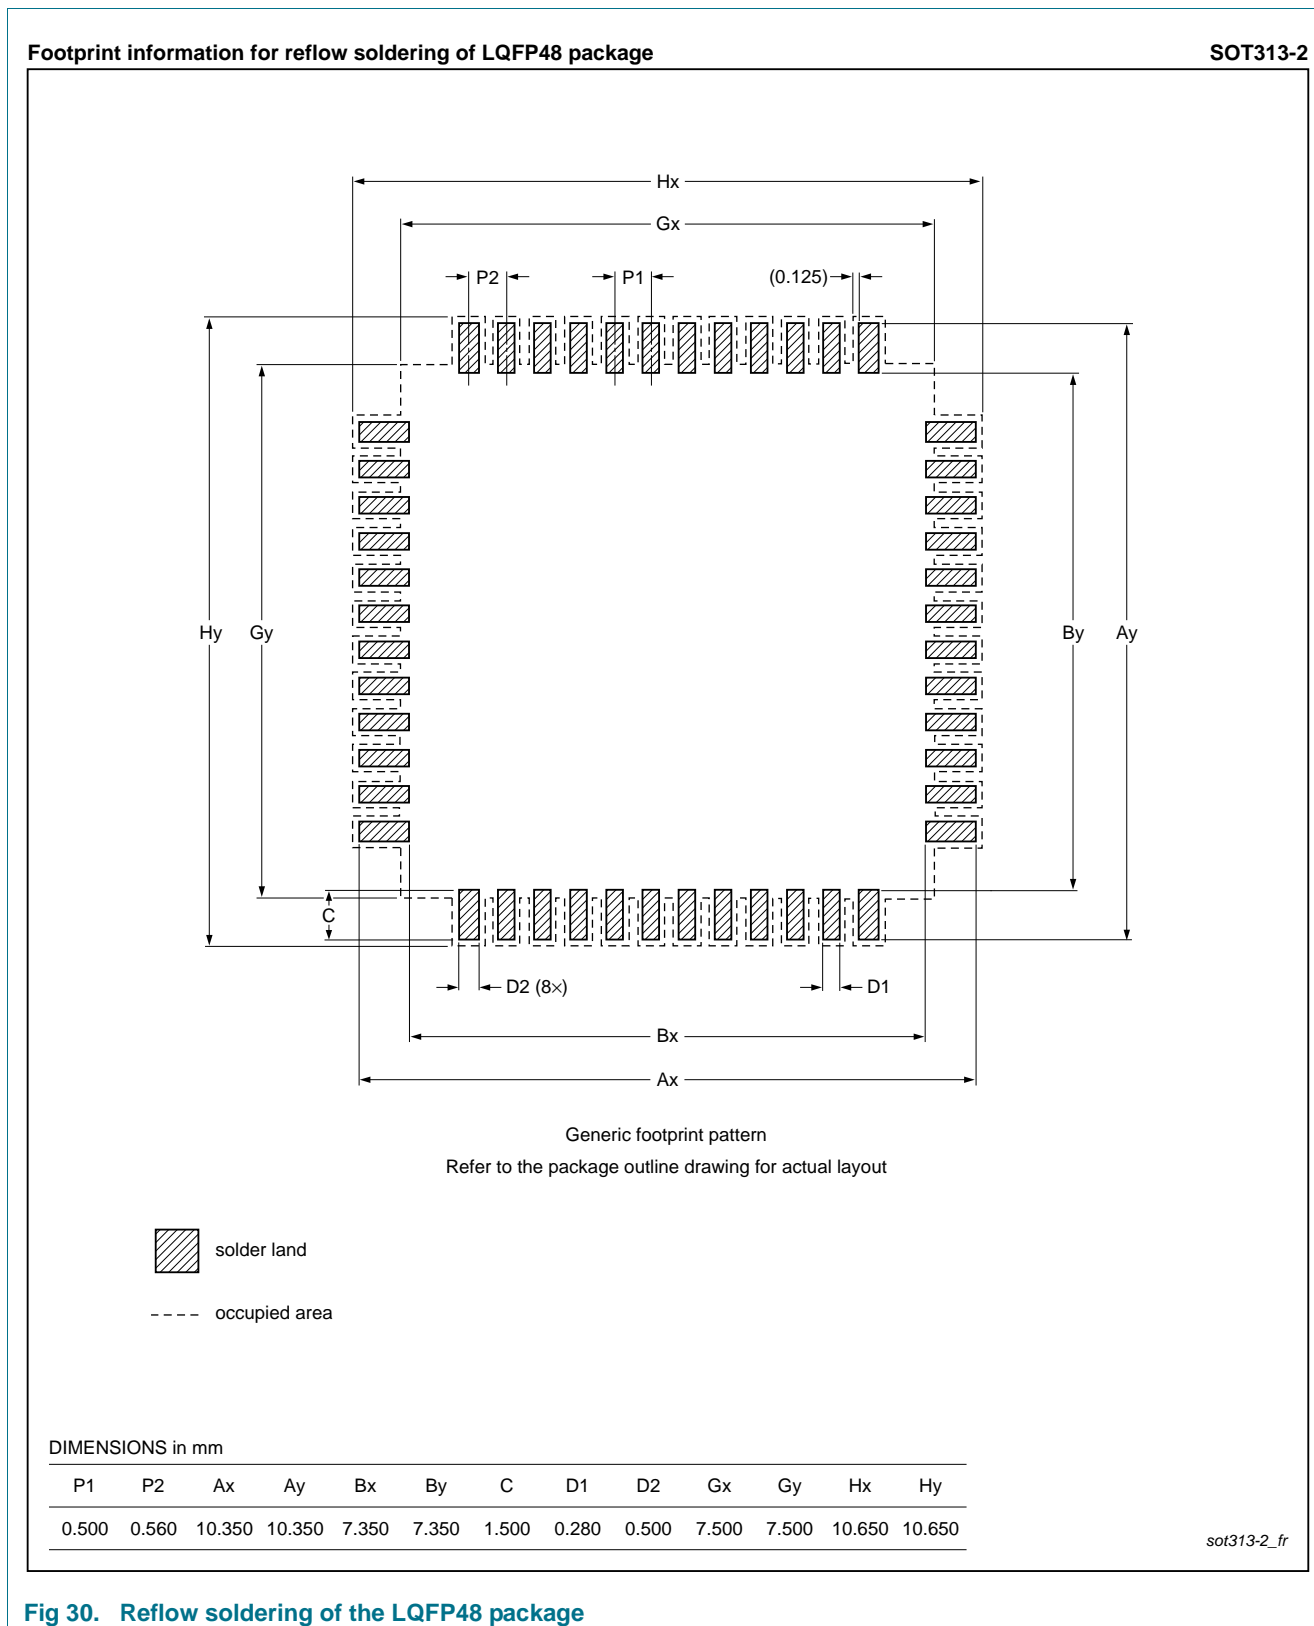 Footprint information for reflow soldering of LQFP48 package SOT313-2
Hx
Gx
P2 P1 (0.125)
Hy Gy By Ay
C
D2 (8×) D1
Bx
Ax
Generic footprint pattern
Refer to the package outline drawing for actual layout
solder land
occupied area
DIMENSIONS in mm
P1 P2 Ax Ay Bx By C D1 D2 Gx Gy Hx Hy
0.500 0.560 10.350 10.350 7.350 7.350 1.500 0.280 0.500 7.500 7.500 10.650 10.650
sot313-2_fr
Fig 30. Reflow soldering of the LQFP48 package